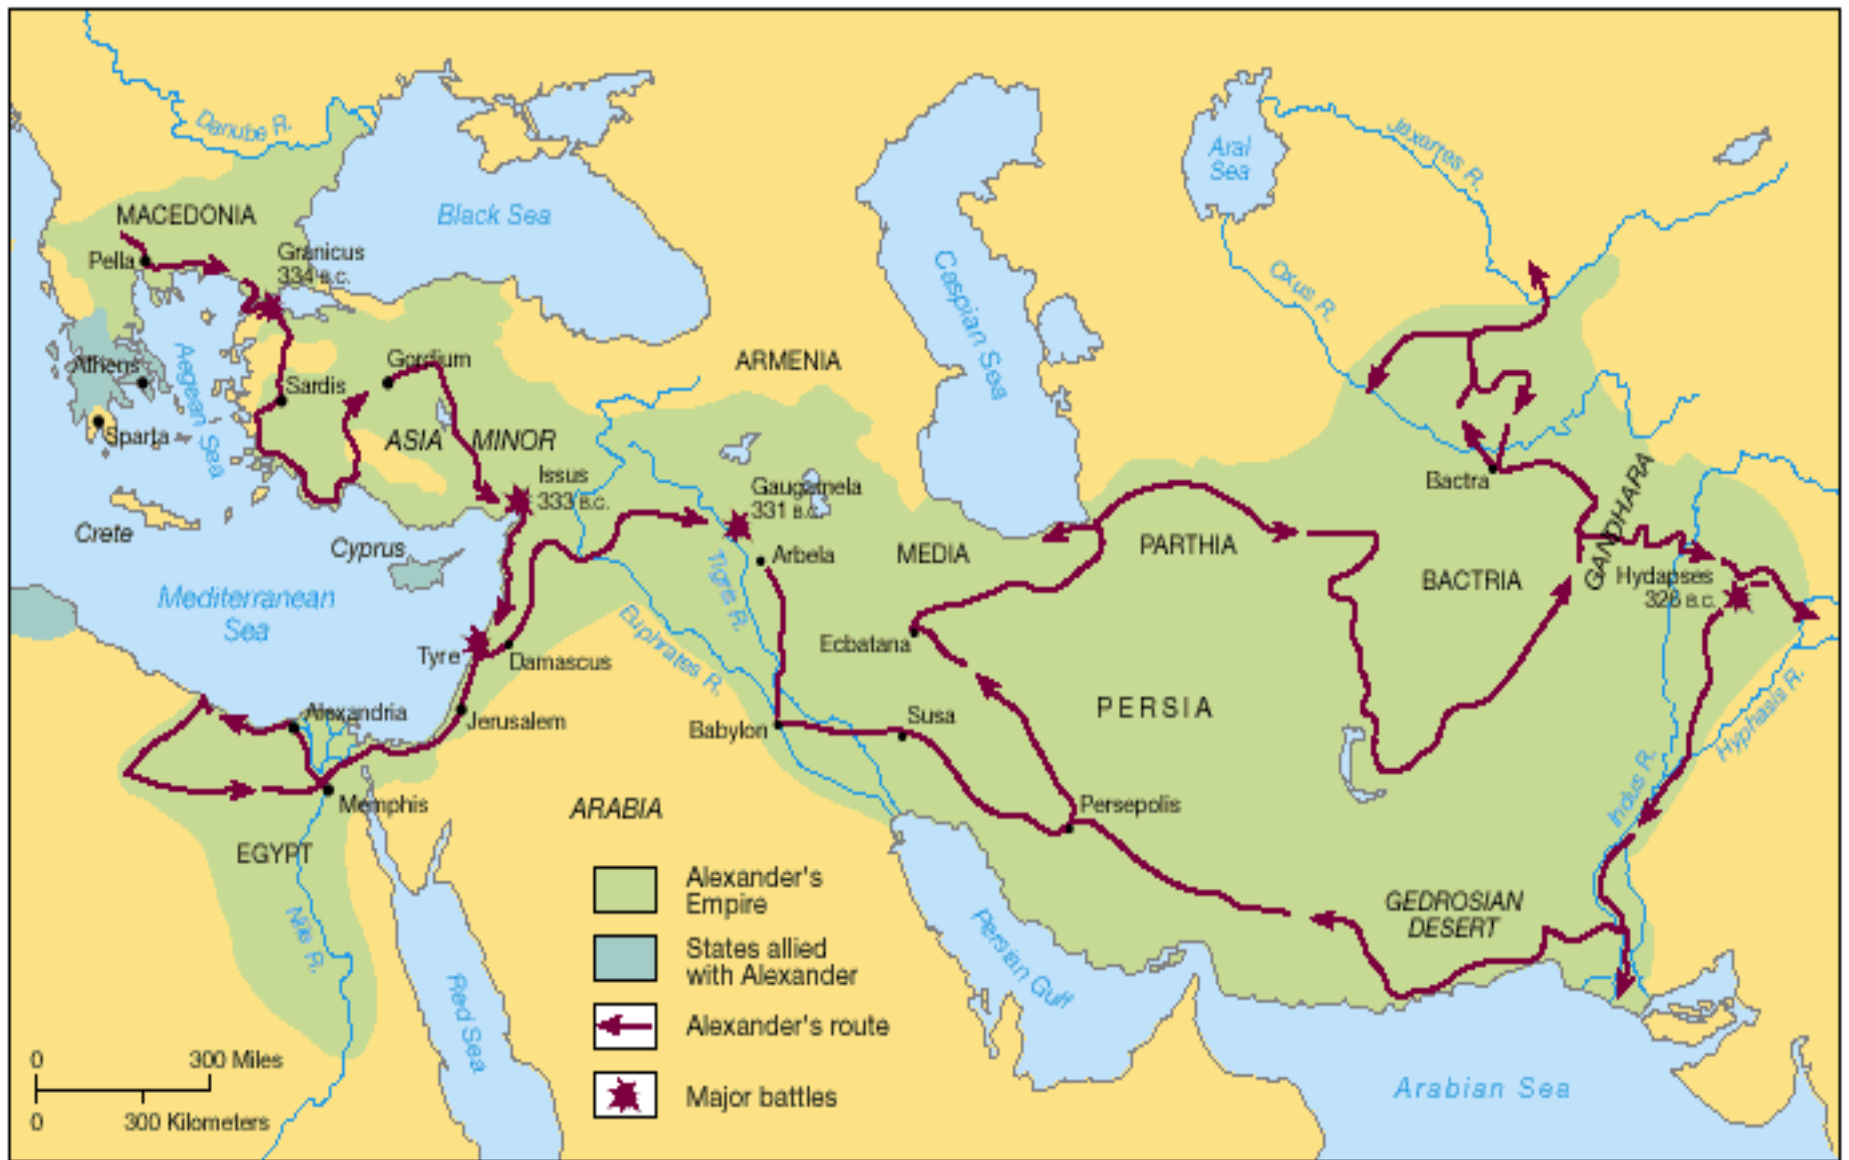 Danube R.
MACEDONIA
Pella
Granicus
334 B.C.
Black Sea
Aral
Sea
Jaxartes R.
Oxus R.
Caspian Sea
Athens
Aegean Sea
Sardis
Gordium
ARMENIA
Sparta
ASIA MINOR
Issus
333 B.C.
Gaugamela
331 B.C.
Bactra
GANDHARA
Crete
Cyprus
Arbela
MEDIA
PARTHIA
BACTRIA
Hydapses
326 B.C.
Mediterranean
Sea
Tigris R.
Euphrates R.
Tyre
Damascus
Ecbatana
Alexandria
Jerusalem
Babylon
Susa
PERSIA
Hyphasis R.
Indus R.
Memphis
ARABIA
Persepolis
EGYPT
Nile R.
Red Sea
Persian Gulf
GEDROSIAN
DESERT
Arabian Sea
Alexander's
Empire
States allied
with Alexander
Alexander's route
Major battles
0 300 Miles
0 300 Kilometers